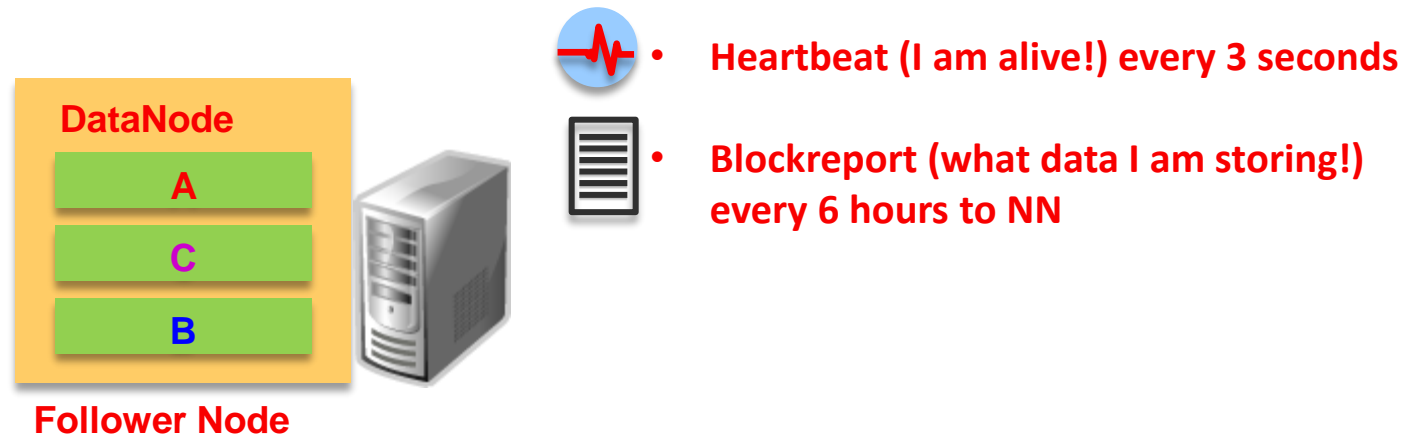 • Heartbeat (I am alive!) every 3 seconds
DataNode
A
C
B
Follower Node
• Blockreport (what data I am storing!)
every 6 hours to NN